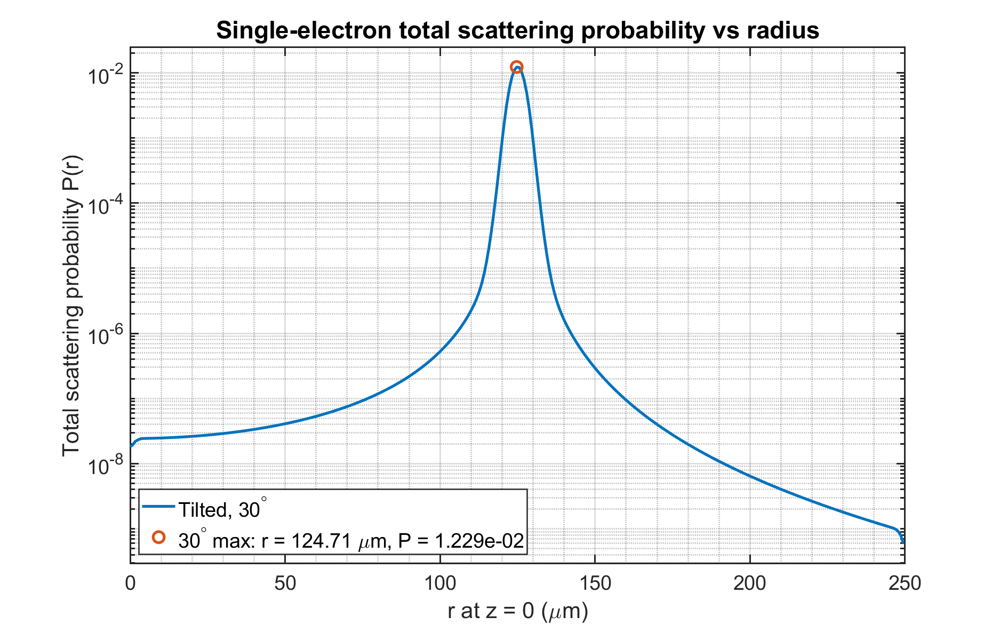 Single-electron total scattering probability vs radius
Total scattering probability P(r)
10⁻²
10⁻⁴
10⁻⁶
10⁻⁸
Tilted, 30°
30° max: r = 124.71 μm, P = 1.229e-02
0 50 100 150 200 250
r at z = 0 (μm)